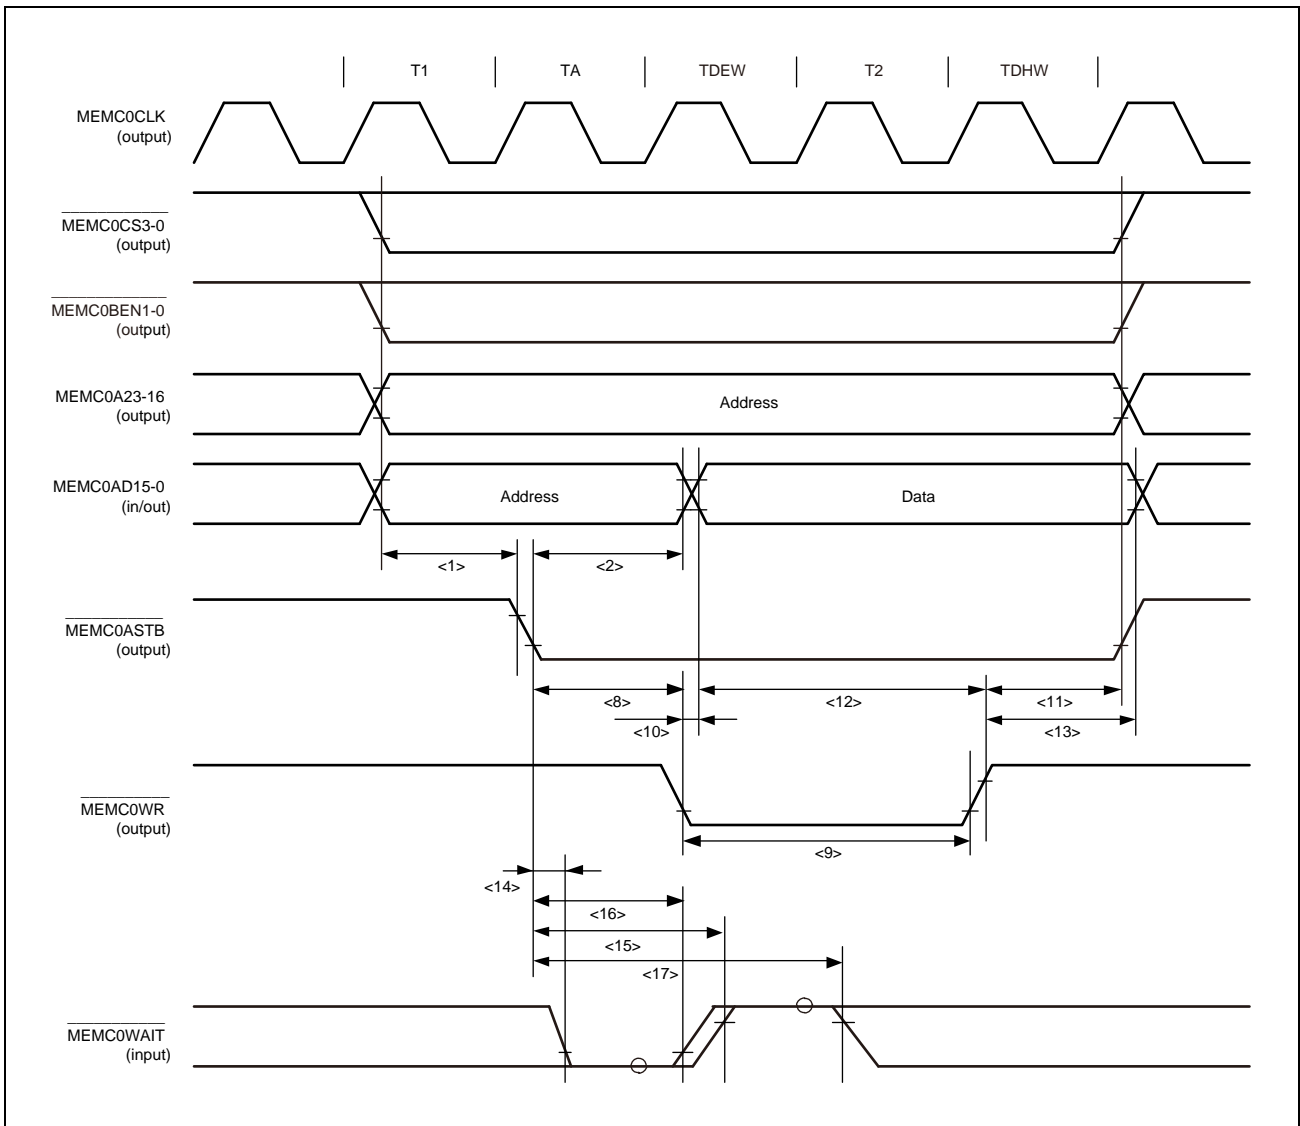 T1 TA TDEW T2 TDHW
MEMC0CLK
(output)
MEMC0CS3-0
(output)
MEMC0BEN1-0
(output)
MEMC0A23-16
(output)
Address
MEMC0AD15-0
(in/out)
Address Data
<1> <2>
MEMC0ASTB
(output)
<8> <12> <11>
<10> <13>
MEMC0WR
(output)
<9>
<14>
<16>
<15>
<17>
MEMC0WAIT
(input)